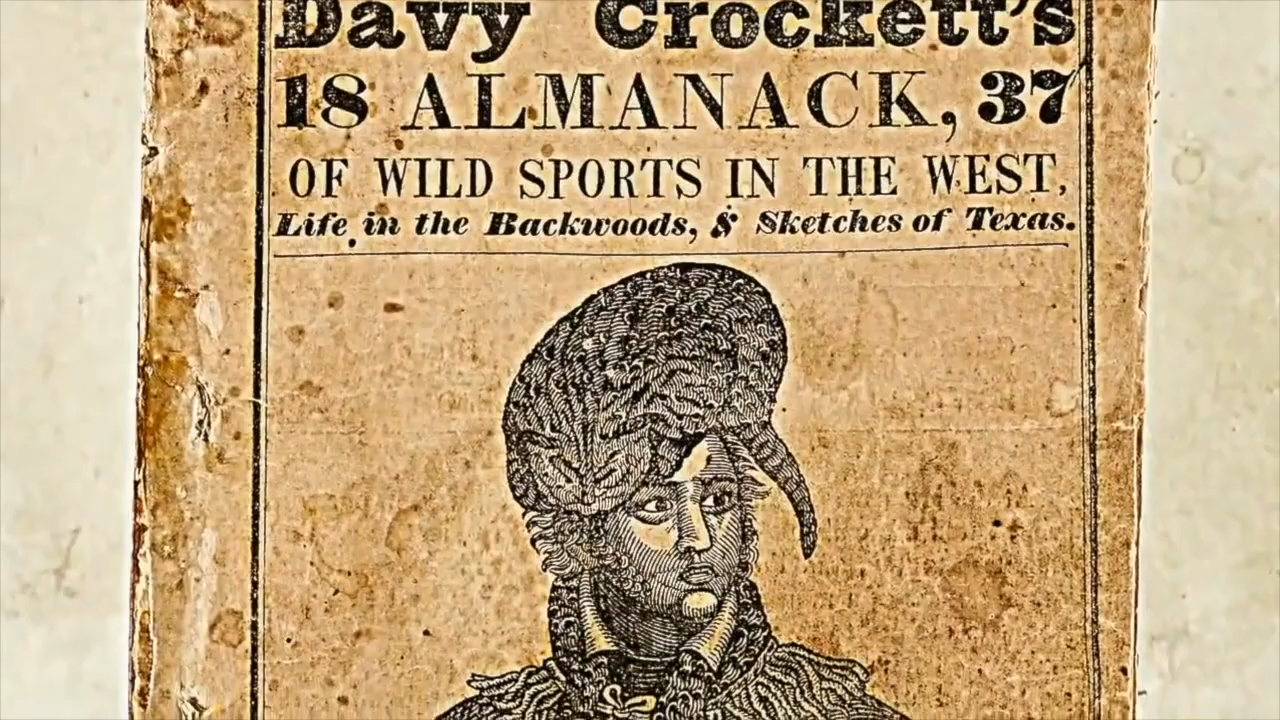 Davy Crockett's
18 ALMANACK, 37
OF WILD SPORTS IN THE WEST,
Life in the Backwoods, & Sketches of Texas.